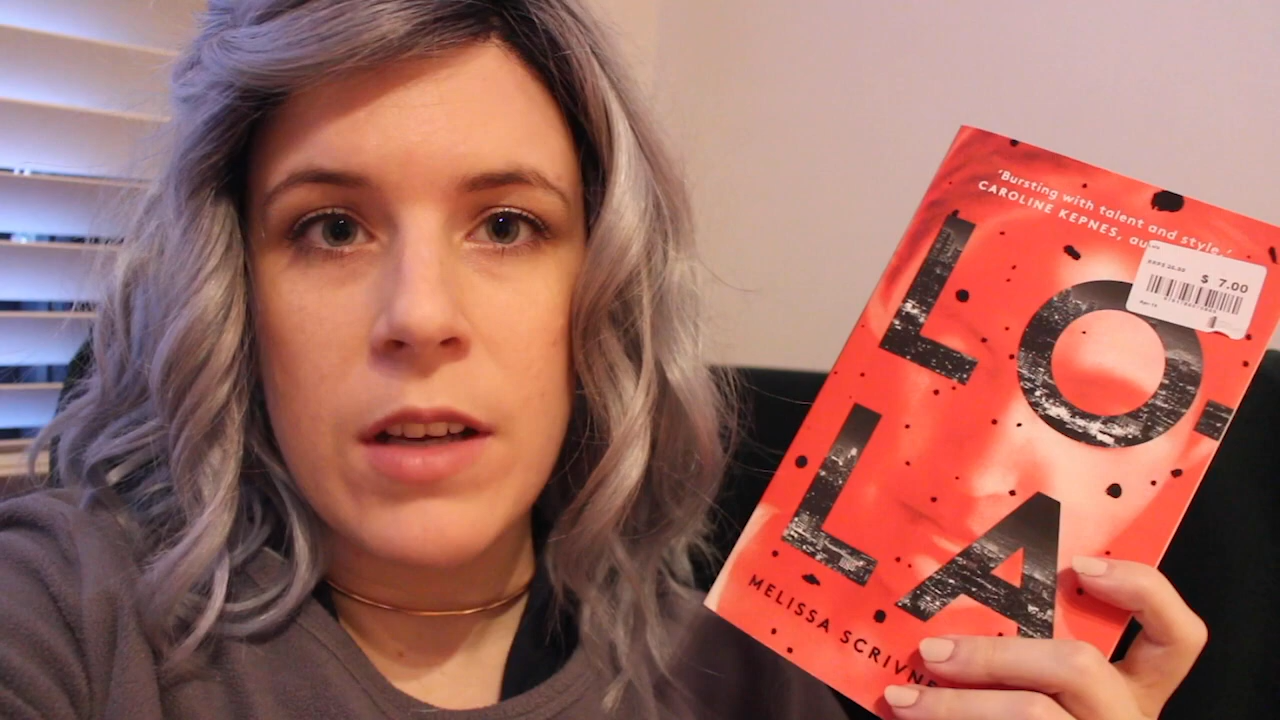 'Bursting with talent and style.'
CAROLINE KEPNES, au
$ 7.00
LO
LA
MELISSA SCRIVNE